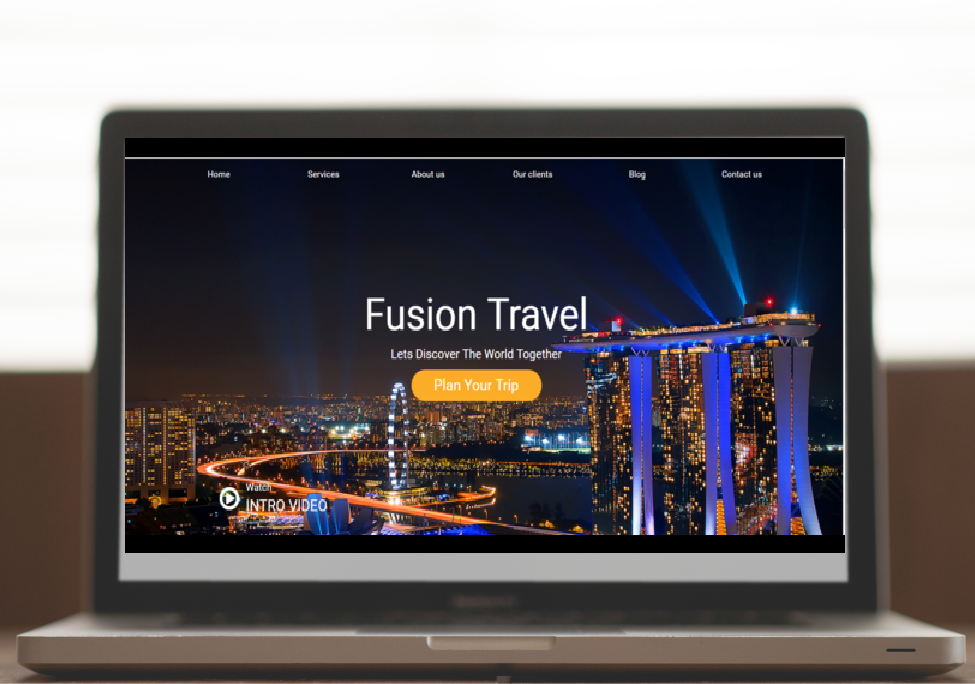 Home Services About us Our clients Blog Contact us
Fusion Travel
Lets Discover The World Together
Plan Your Trip
Watch
INTRO VIDEO